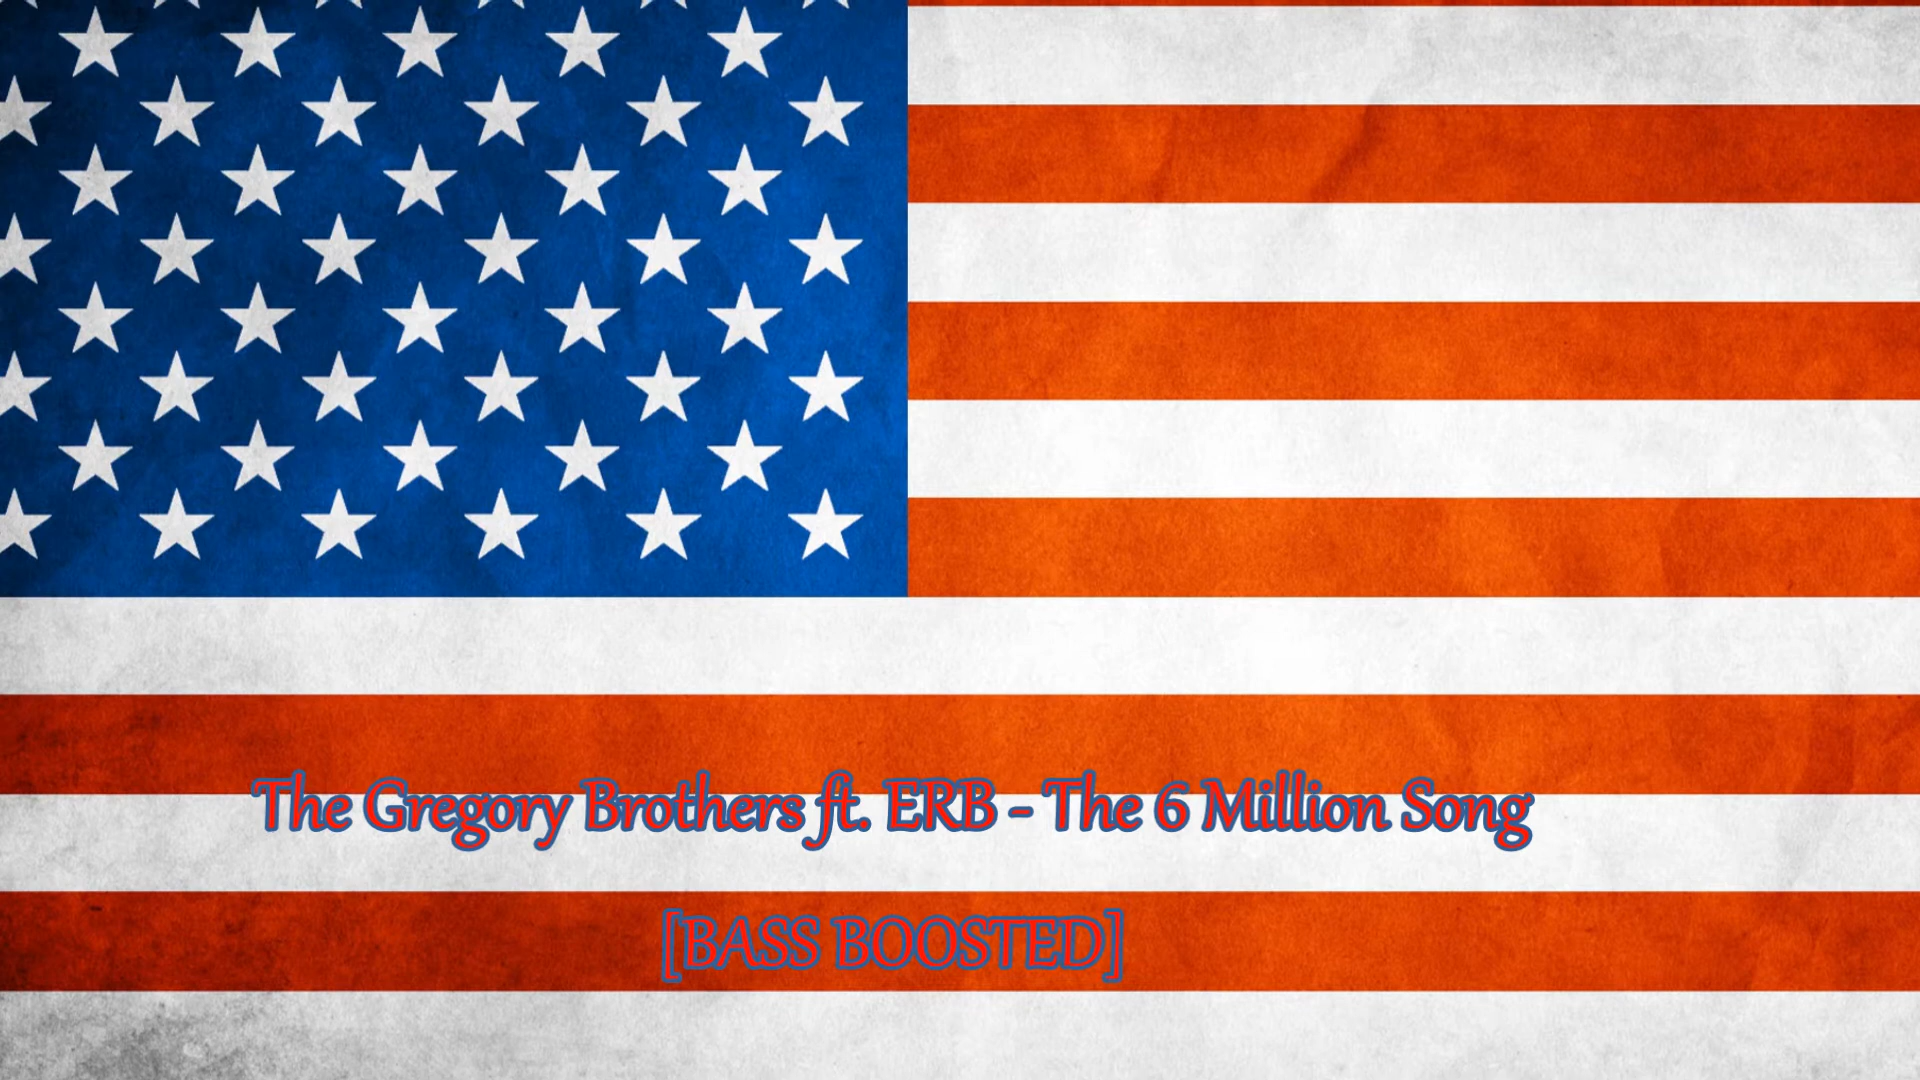 The Gregory Brothers ft. ERB - The 6 Million Song
[BASS BOOSTED]